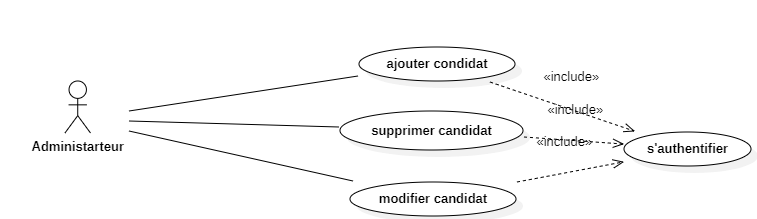 ajouter condidat
«include»
«include»
Administarteur
supprimer candidat
«include»
s'authentifier
modifier candidat